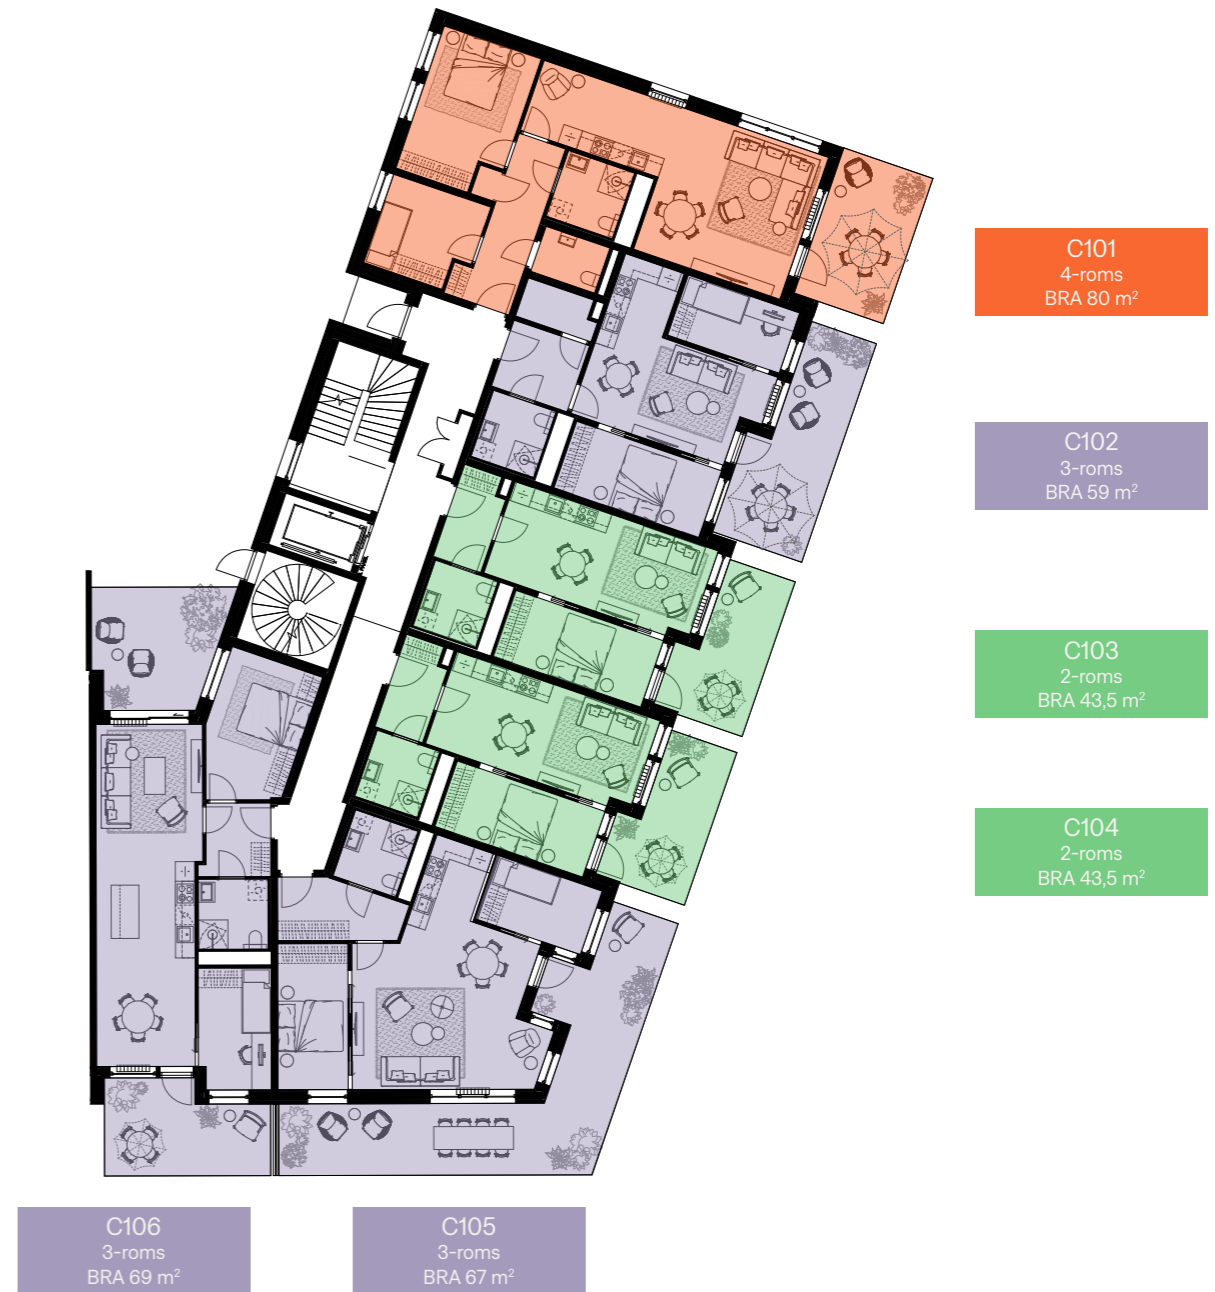 C101
4-roms
BRA 80 m²
C102
3-roms
BRA 59 m²
C103
2-roms
BRA 43,5 m²
C104
2-roms
BRA 43,5 m²
C106
3-roms
BRA 69 m²
C105
3-roms
BRA 67 m²